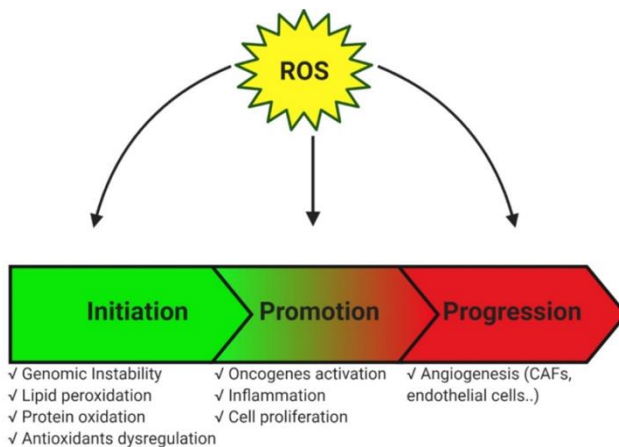 ROS
Initiation
Promotion
Progression
√ Genomic Instability
√ Lipid peroxidation
√ Protein oxidation
√ Antioxidants dysregulation
√ Oncogenes activation
√ Inflammation
√ Cell proliferation
√ Angiogenesis (CAFs,
endothelial cells..)